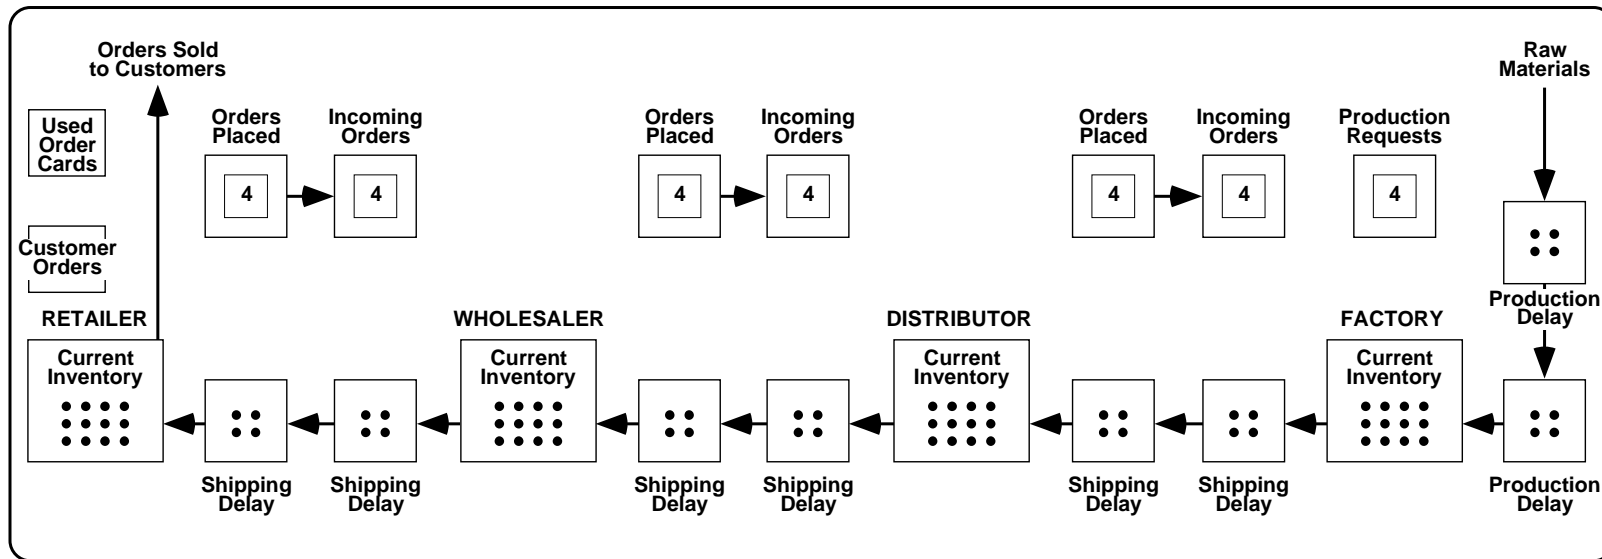 Orders Sold
to Customers
Raw
Materials
Used
Order
Cards
Orders
Placed
Incoming
Orders
Orders
Placed
Incoming
Orders
Orders
Placed
Incoming
Orders
Production
Requests
4
4
4
4
4
4
4
Customer
Orders
Production
Delay
RETAILER
WHOLESALER
DISTRIBUTOR
FACTORY
Current
Inventory
Current
Inventory
Current
Inventory
Current
Inventory
Shipping
Delay
Shipping
Delay
Shipping
Delay
Shipping
Delay
Shipping
Delay
Shipping
Delay
Production
Delay